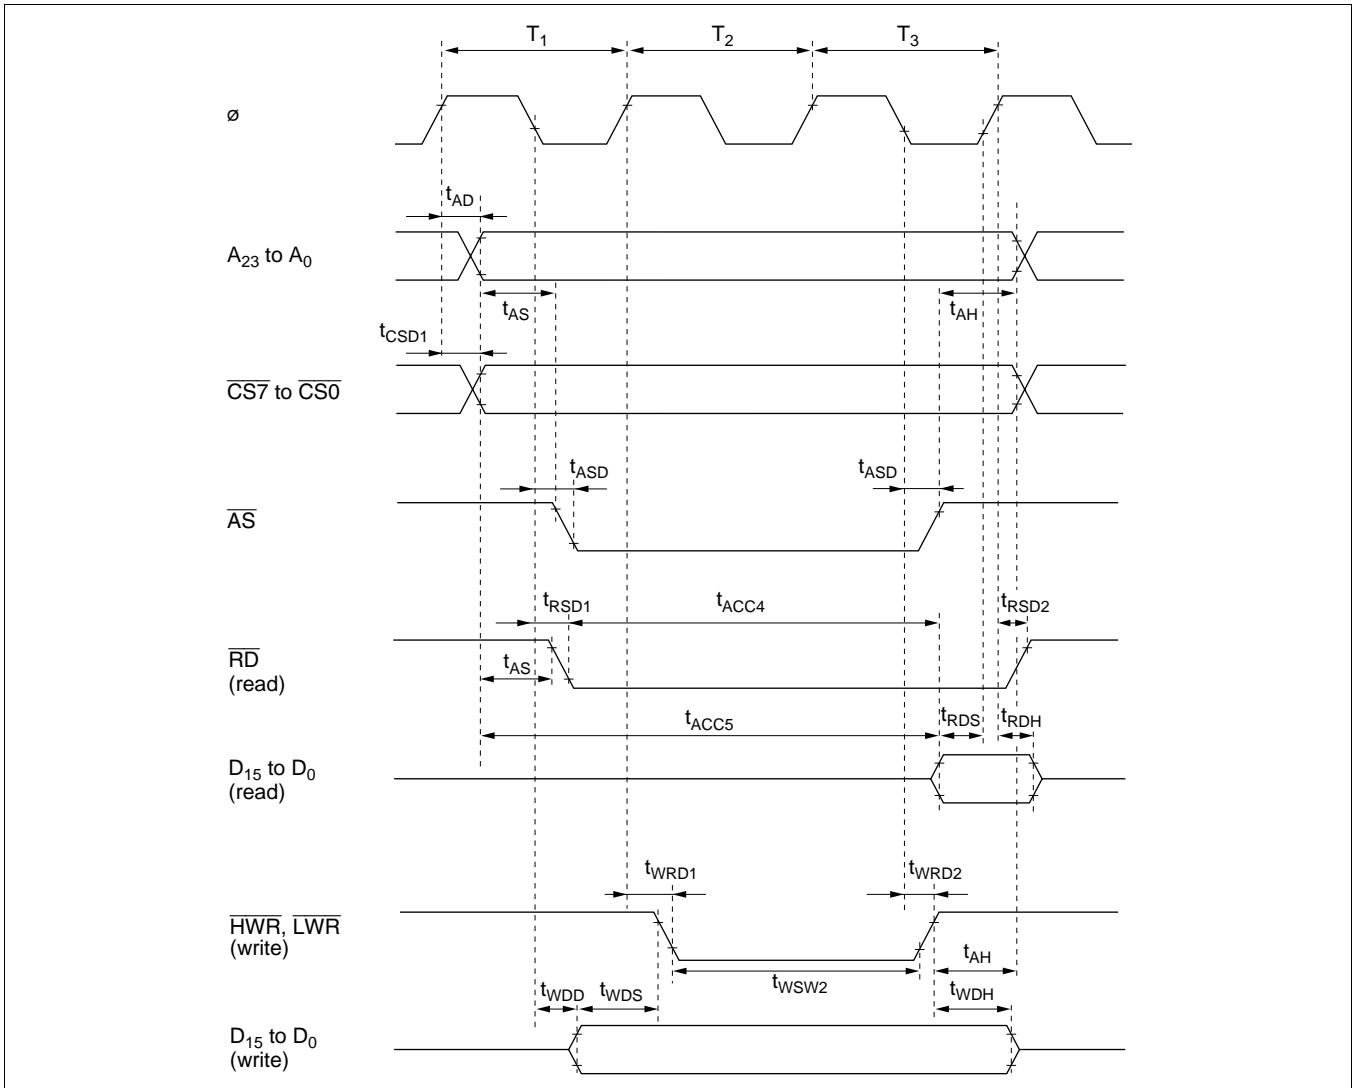 T1 T2 T3
ø
tAD
A23 to A0
tAS tAH
tCSD1
CS7 to CS0
tASD tASD
AS
tRSD1 tACC4 tRSD2
RD
(read)
tAS
tACC5 tRDS tRDH
D15 to D0
(read)
tWRD1 tWRD2
HWR, LWR
(write)
tAH
tWSW2
tWDD tWDS tWDH
D15 to D0
(write)